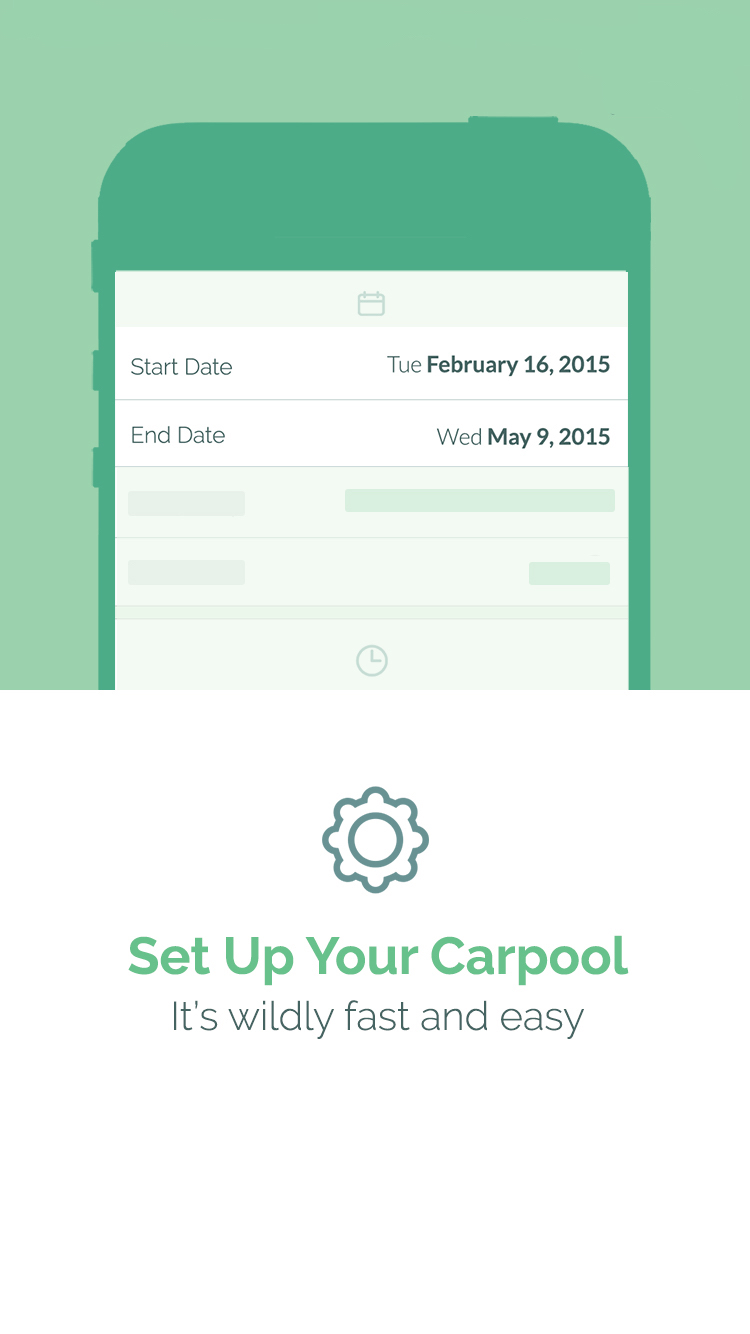 Start Date Tue February 16, 2015
End Date Wed May 9, 2015
Set Up Your Carpool
It's wildly fast and easy